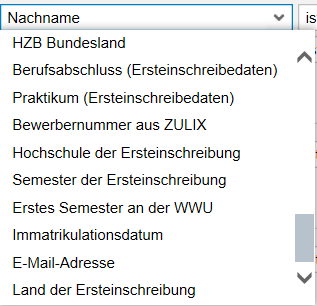 Nachname
is
HZB Bundesland
Berufsabschluss (Ersteinschreibedaten)
Praktikum (Ersteinschreibedaten)
Bewerbernummer aus ZULIX
Hochschule der Ersteinschreibung
Semester der Ersteinschreibung
Erstes Semester an der WWU
Immatrikulationsdatum
E-Mail-Adresse
Land der Ersteinschreibung